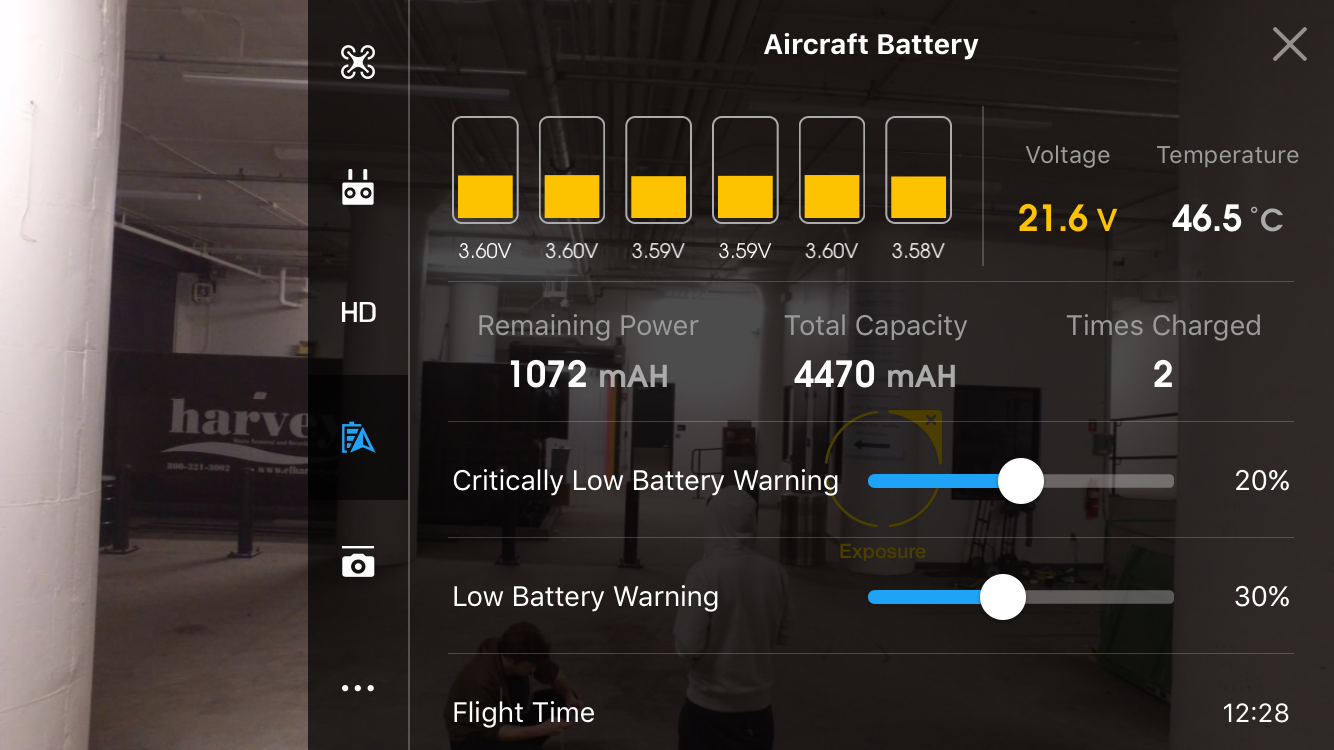 Aircraft Battery
3.60V 3.60V 3.59V 3.59V 3.60V 3.58V
Voltage Temperature
21.6 V 46.5 °C
HD
Remaining Power Total Capacity Times Charged
1072 mAH 4470 mAH 2
harvey
800-321-3002
Critically Low Battery Warning 20%
Exposure
Low Battery Warning 30%
Flight Time 12:28